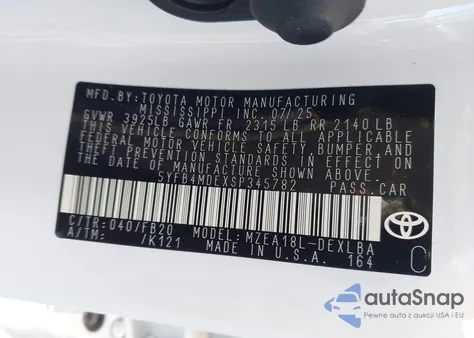 MFD. BY: TOYOTA MOTOR MANUFACTURING
MISSISSIPPI, INC. 07/25
GVWR 3925LB GAWR FR 2315 LB RR 2140 LB
THIS VEHICLE CONFORMS TO ALL APPLICABLE
FEDERAL MOTOR VEHICLE SAFETY, BUMPER, AND
THEFT PREVENTION STANDARDS IN EFFECT ON
THE DATE OF MANUFACTURE SHOWN ABOVE.
5YFB4MDEXSP345782 PASS.CAR
C/TR: 040/FB20 MODEL: MZEA18L-DEXLBA
A/TM: /K121 MADE IN U.S.A. 164
TOYOTA
C
autoSnap
Pewne auta z aukcji USA i EU